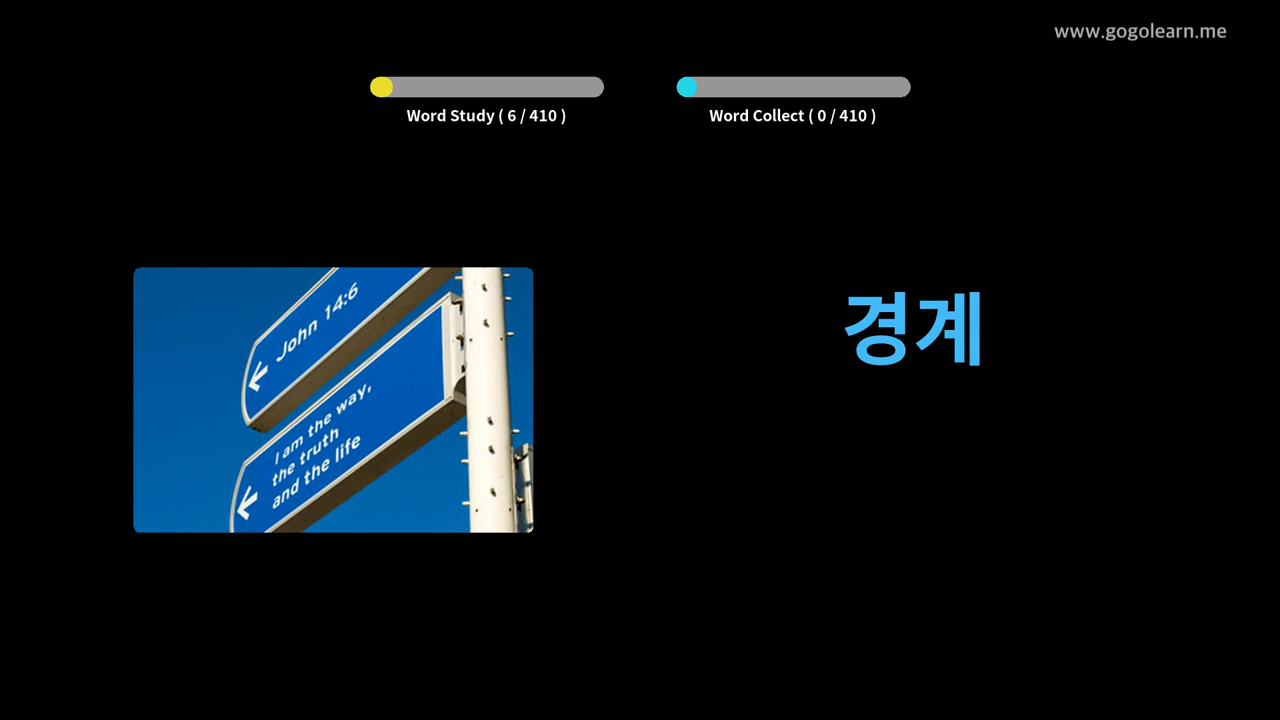 www.gogolearn.me
Word Study ( 6 / 410 )
Word Collect ( 0 / 410 )
John 14:6
I am the way,
the truth
and the life
경계